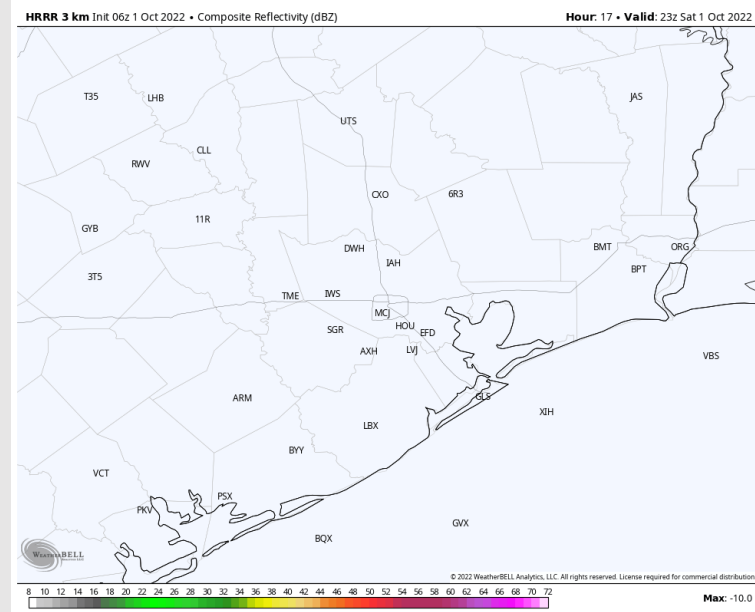 HRRR 3 km Init 06z 1 Oct 2022 • Composite Reflectivity (dBZ)
Hour: 17 • Valid: 23z Sat 1 Oct 2022
T35
LHB
JAS
UTS
CLL
RWV
CXO
6R3
11R
GYB
DWH
BMT
ORG
IAH
BPT
3T5
TME
IWS
MCJ
HOU
SGR
EFD
AXH
LVJ
VBS
ARM
GLS
XIH
LBX
BYY
VCT
PSX
PKV
GVX
BQX
WEATHERBELL
© 2022 WeatherBELL Analytics, LLC. All rights reserved. License required for commercial distribution
8 10 12 14 16 18 20 22 24 26 28 30 32 34 36 38 40 42 44 46 48 50 52 54 56 58 60 62 64 66 68 70 72
Max: -10.0